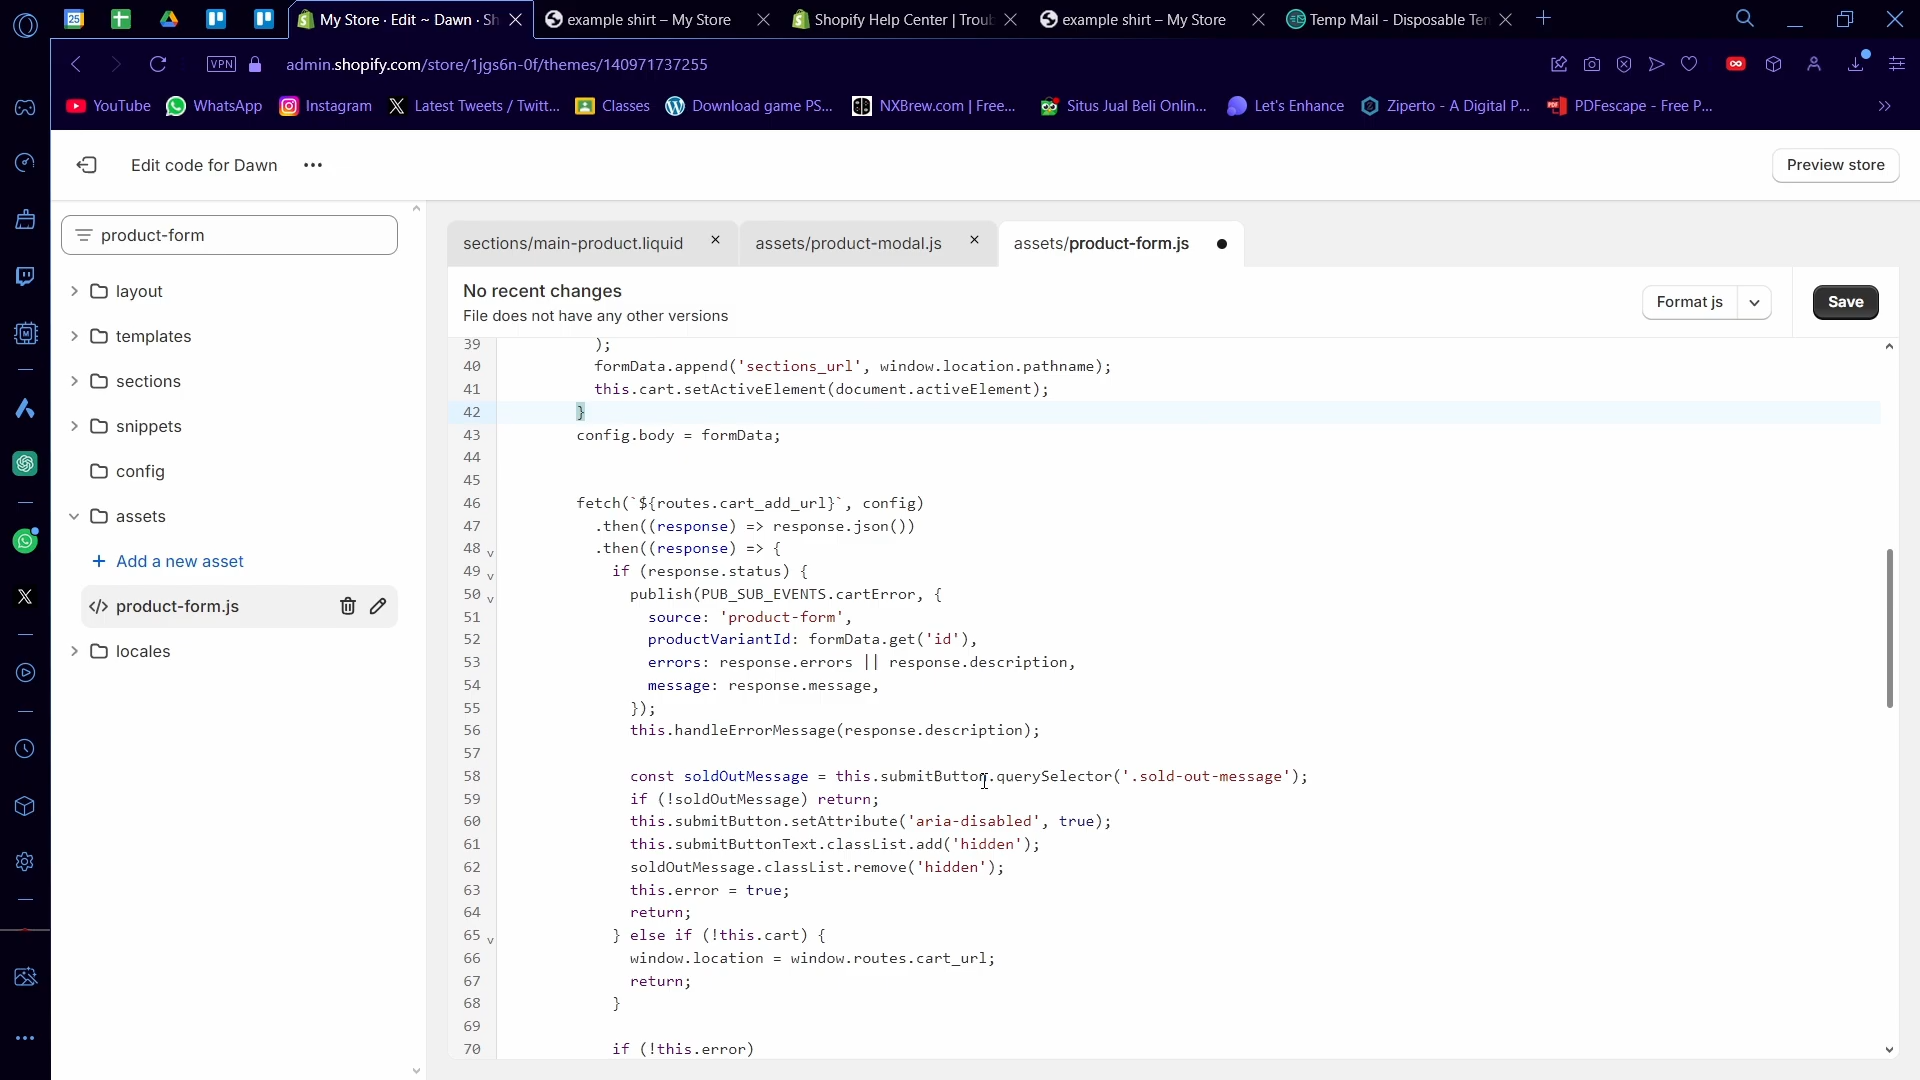 My Store · Edit ~ Dawn · Sh
example shirt – My Store
Shopify Help Center | Troub
example shirt – My Store
Temp Mail - Disposable Ter
VPN
admin.shopify.com/store/1jgs6n-0f/themes/140971737255
YouTube
WhatsApp
Instagram
Latest Tweets / Twitt...
Classes
Download game PS...
NXBrew.com | Free...
Situs Jual Beli Onlin...
Let's Enhance
Ziperto - A Digital P...
PDFescape - Free P...
Edit code for Dawn
Preview store
product-form
layout
templates
sections
snippets
config
assets
+ Add a new asset
</> product-form.js
locales
sections/main-product.liquid
assets/product-modal.js
assets/product-form.js
No recent changes
File does not have any other versions
Format js
Save
39 );
40 formData.append('sections_url', window.location.pathname);
41 this.cart.setActiveElement(document.activeElement);
42 }
43 config.body = formData;
44
45
46 fetch(`${routes.cart_add_url}`, config)
47 .then((response) => response.json())
48 .then((response) => {
49 if (response.status) {
50 publish(PUB_SUB_EVENTS.cartError, {
51 source: 'product-form',
52 productVariantId: formData.get('id'),
53 errors: response.errors || response.description,
54 message: response.message,
55 });
56 this.handleErrorMessage(response.description);
57
58 const soldOutMessage = this.submitButton.querySelector('.sold-out-message');
59 if (!soldOutMessage) return;
60 this.submitButton.setAttribute('aria-disabled', true);
61 this.submitButtonText.classList.add('hidden');
62 soldOutMessage.classList.remove('hidden');
63 this.error = true;
64 return;
65 } else if (!this.cart) {
66 window.location = window.routes.cart_url;
67 return;
68 }
69
70 if (!this.error)